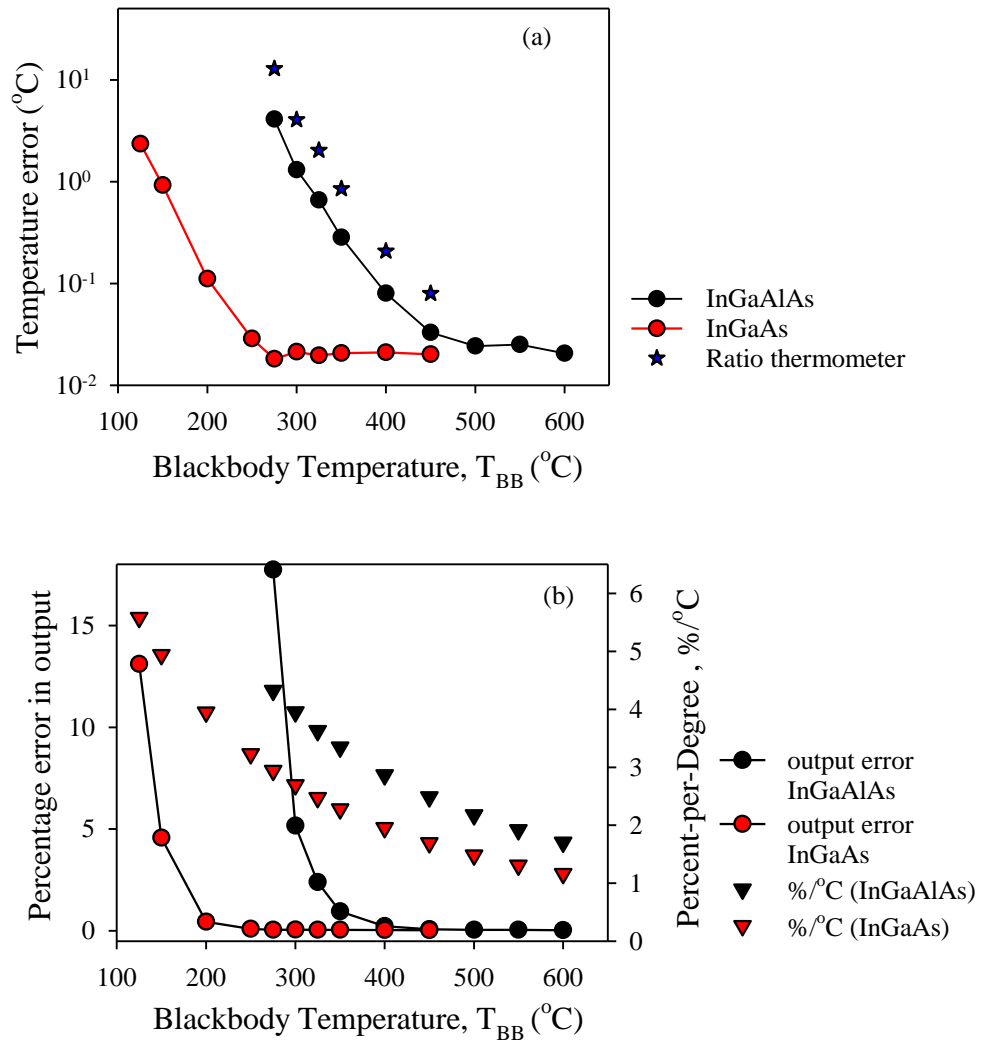 (a)
Temperature error (°C)
10¹
10⁰
10⁻¹
10⁻²
100 200 300 400 500 600
Blackbody Temperature, T_BB (°C)
InGaAlAs
InGaAs
Ratio thermometer
(b)
Percentage error in output
15
10
5
0
6
5
4
3
2
1
0
Percent-per-Degree , %/°C
100 200 300 400 500 600
Blackbody Temperature, T_BB (°C)
output error
InGaAlAs
output error
InGaAs
%/°C (InGaAlAs)
%/°C (InGaAs)